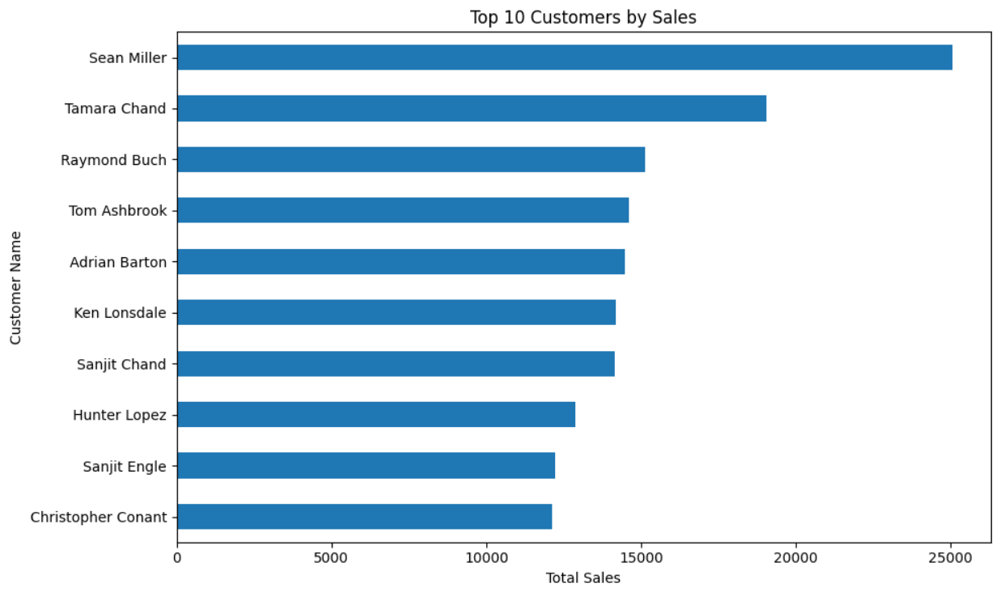 Top 10 Customers by Sales
Customer Name
Sean Miller
Tamara Chand
Raymond Buch
Tom Ashbrook
Adrian Barton
Ken Lonsdale
Sanjit Chand
Hunter Lopez
Sanjit Engle
Christopher Conant
0 5000 10000 15000 20000 25000
Total Sales